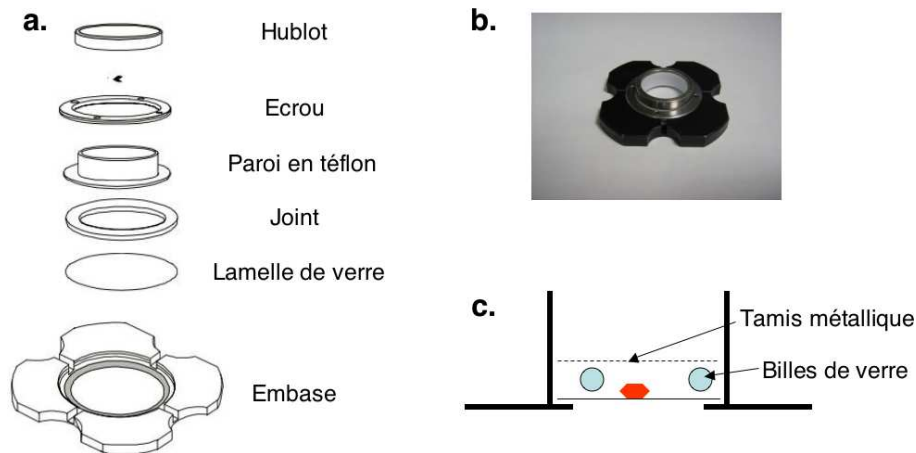 a.
Hublot
Ecrou
Paroi en téflon
Joint
Lamelle de verre
Embase
b.
c.
Tamis métallique
Billes de verre